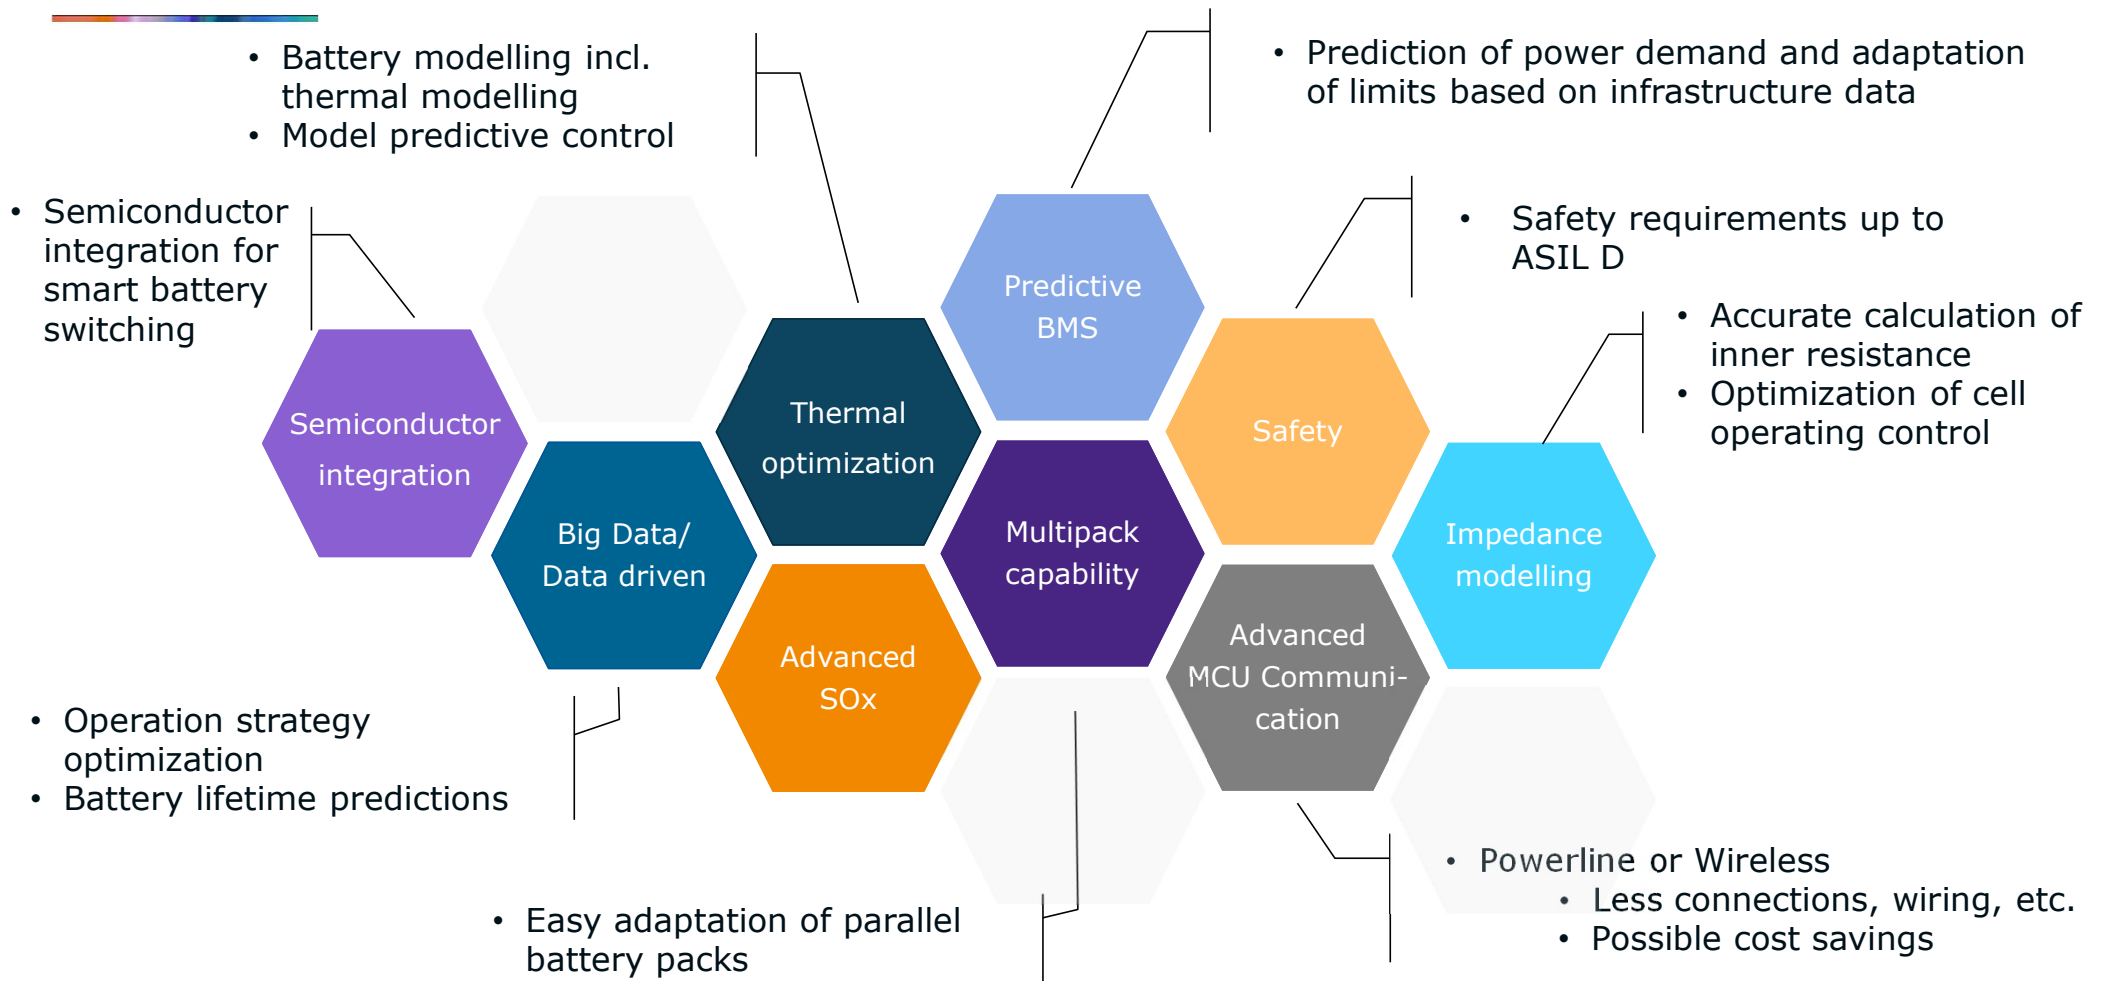 • Battery modelling incl.
thermal modelling
• Model predictive control
• Prediction of power demand and adaptation
of limits based on infrastructure data
• Semiconductor
integration for
smart battery
switching
• Safety requirements up to
ASIL D
• Accurate calculation of
inner resistance
• Optimization of cell
operating control
Predictive
BMS
Semiconductor
integration
Thermal
optimization
Safety
Big Data/
Data driven
Multipack
capability
Impedance
modelling
Advanced
SOx
Advanced
MCU Communi-
cation
• Operation strategy
optimization
• Battery lifetime predictions
• Easy adaptation of parallel
battery packs
• Powerline or Wireless
• Less connections, wiring, etc.
• Possible cost savings